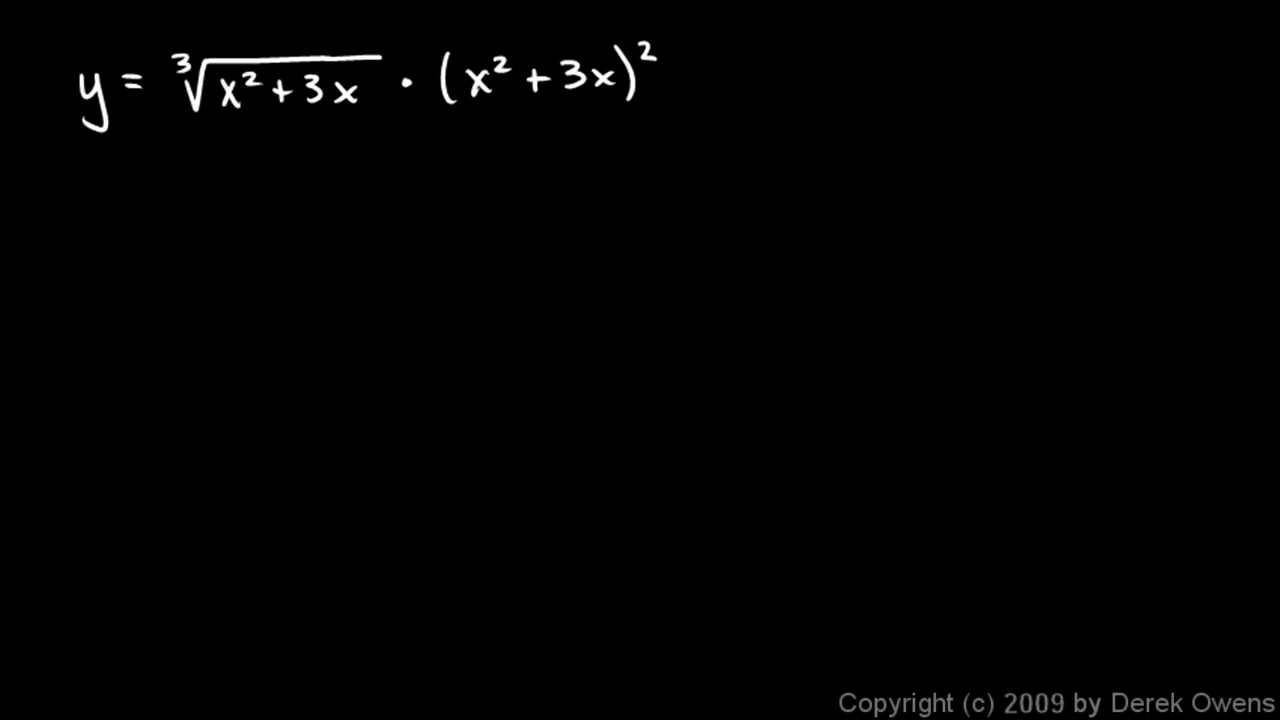 y = ∛(x² + 3x) · (x² + 3x)²
Copyright (c) 2009 by Derek Owens